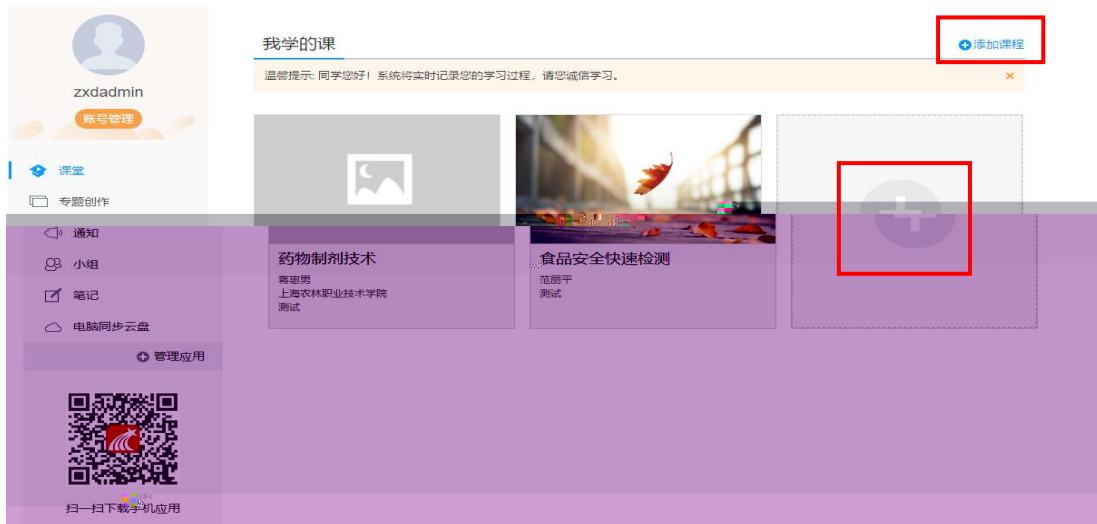 zxdadmin
账号管理
课堂
专题创作
通知
小组
笔记
电脑同步云盘
管理应用
扫一扫下载手机应用
我学的课
添加课程
温馨提示: 同学您好！系统将实时记录您的学习过程，请您诚信学习。
药物制剂技术
蒋思男
上海农林职业技术学院
测试
食品安全快速检测
范丽平
测试